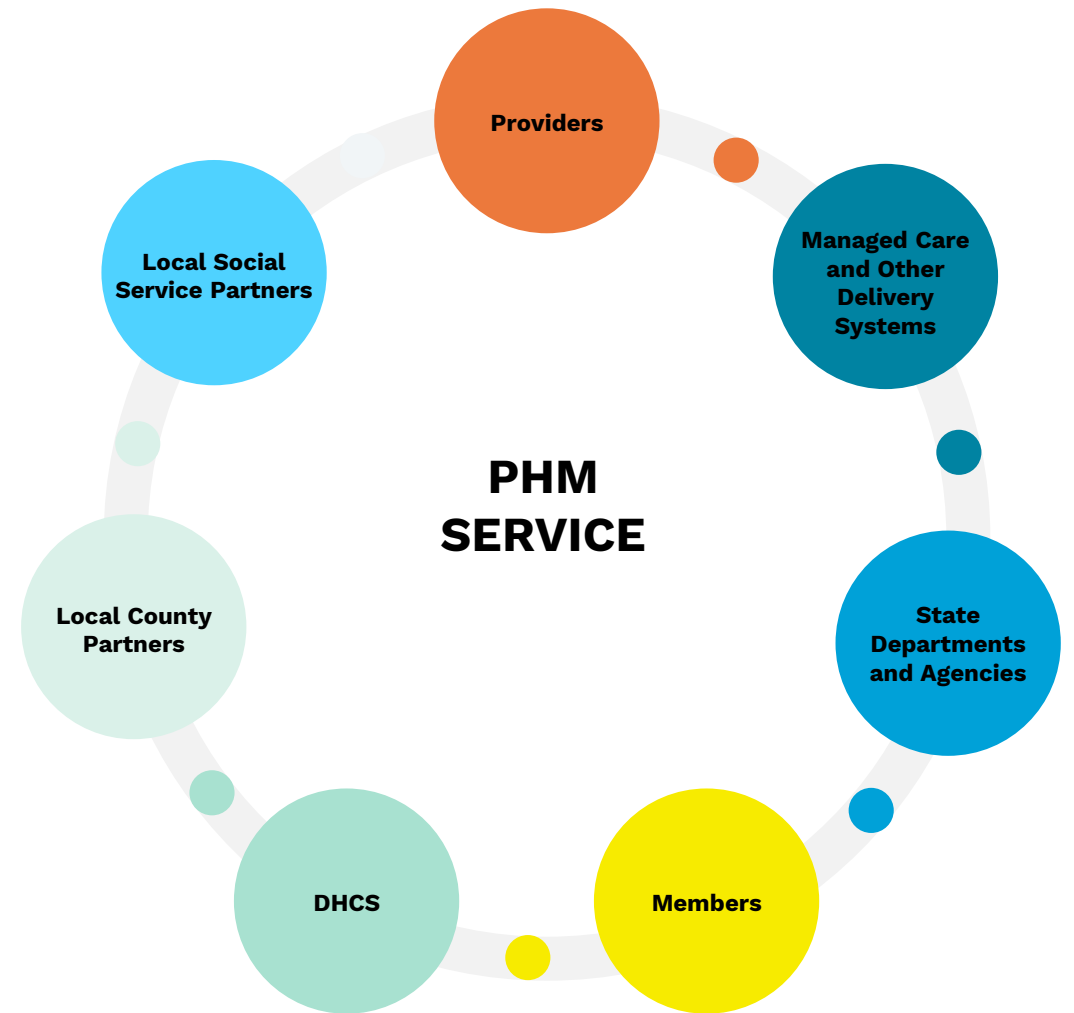 Providers
Managed Care
and Other
Delivery
Systems
Local Social
Service Partners
PHM
SERVICE
Local County
Partners
State
Departments
and Agencies
DHCS
Members